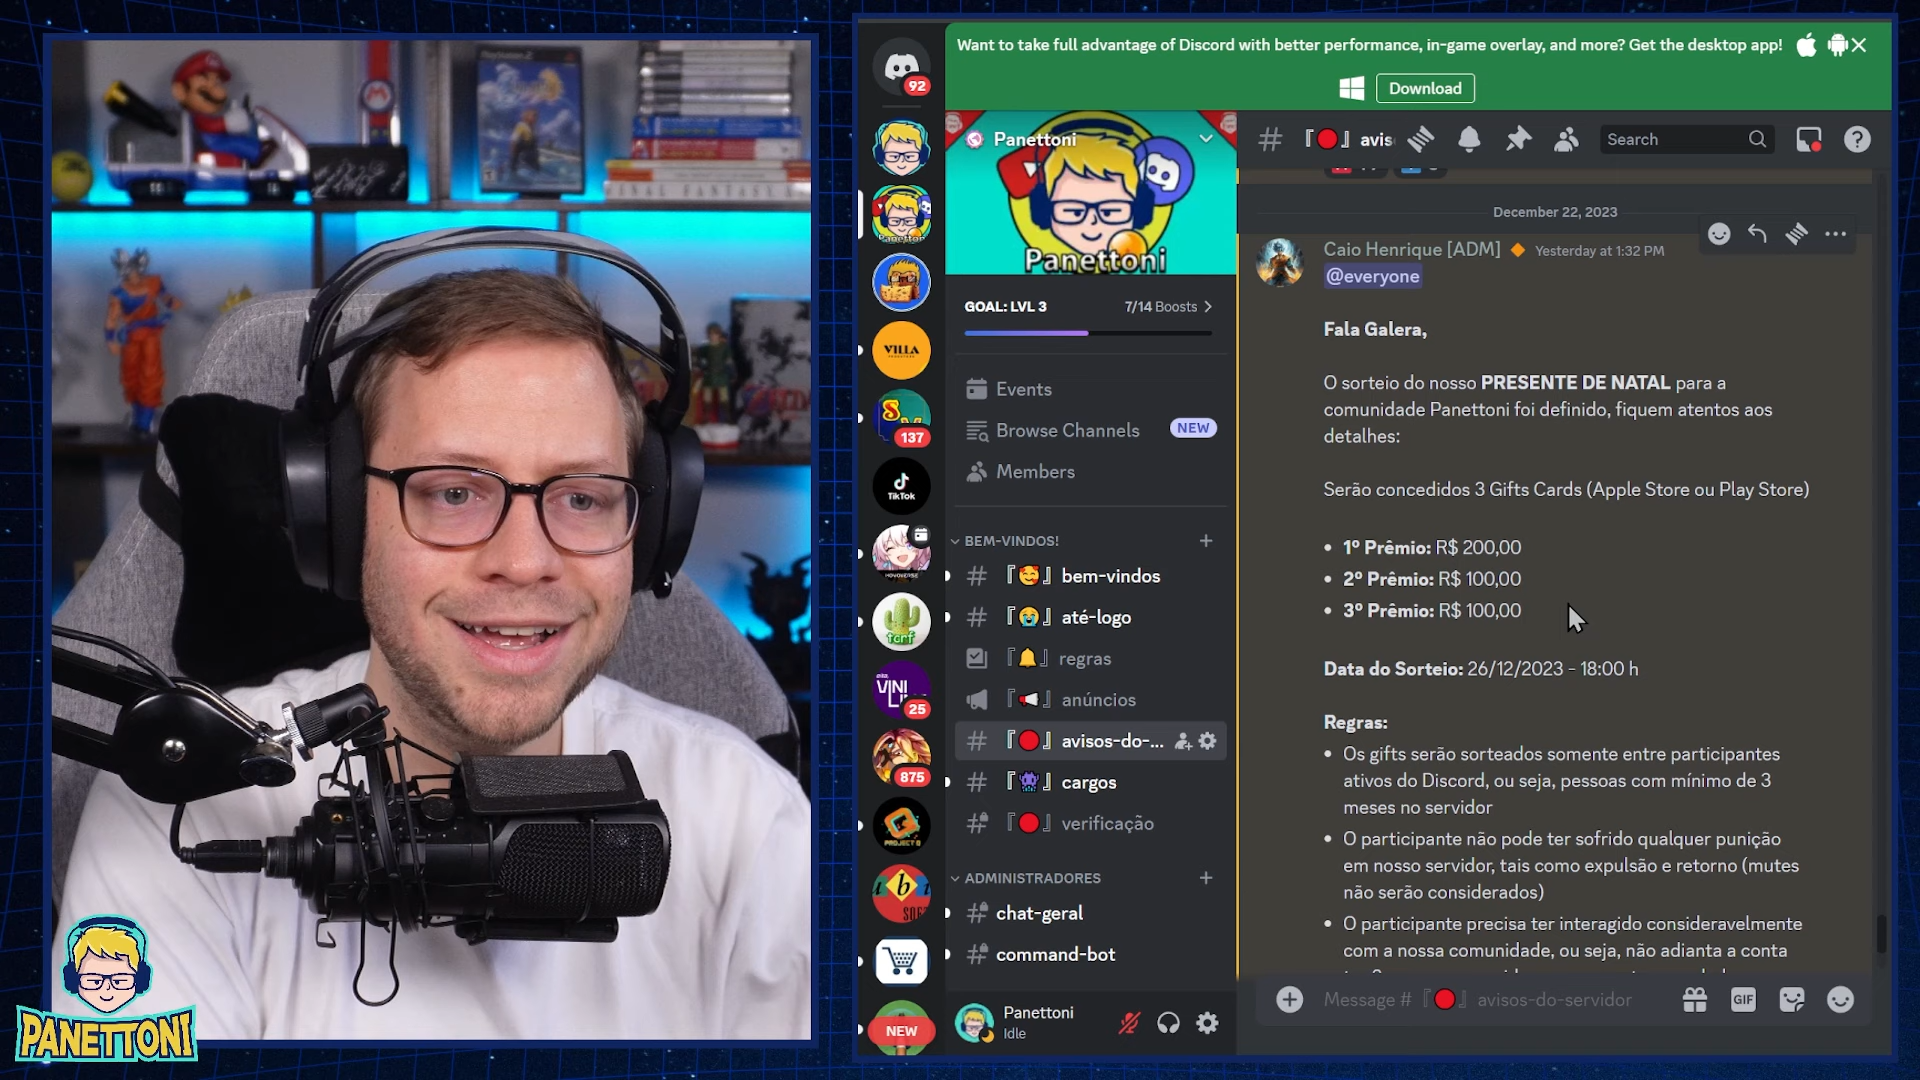 PlayStation 2
FINAL FANTASY
PANETTONI
Want to take full advantage of Discord with better performance, in-game overlay, and more? Get the desktop app!
Download
92
Panettoni
Panettoni
GOAL: LVL 3
7/14 Boosts
Events
Browse Channels
NEW
Members
VILLA
137
TikTok
25
875
NEW
BEM-VINDOS!
『🥰』 bem-vindos
『😭』 até-logo
『🔔』 regras
『📢』 anúncios
『🔴』 avisos-do-...
『👾』 cargos
『🔴』 verificação
ADMINISTRADORES
chat-geral
command-bot
Panettoni
Idle
『🔴』 avis
Search
December 22, 2023
Caio Henrique [ADM] 🔸 Yesterday at 1:32 PM
@everyone
Fala Galera,
O sorteio do nosso PRESENTE DE NATAL para a
comunidade Panettoni foi definido, fiquem atentos aos
detalhes:
Serão concedidos 3 Gifts Cards (Apple Store ou Play Store)
• 1º Prêmio: R$ 200,00
• 2º Prêmio: R$ 100,00
• 3º Prêmio: R$ 100,00
Data do Sorteio: 26/12/2023 - 18:00 h
Regras:
• Os gifts serão sorteados somente entre participantes
ativos do Discord, ou seja, pessoas com mínimo de 3
meses no servidor
• O participante não pode ter sofrido qualquer punição
em nosso servidor, tais como expulsão e retorno (mutes
não serão considerados)
• O participante precisa ter interagido consideravelmente
com a nossa comunidade, ou seja, não adianta a conta
Message # 『🔴』 avisos-do-servidor
GIF